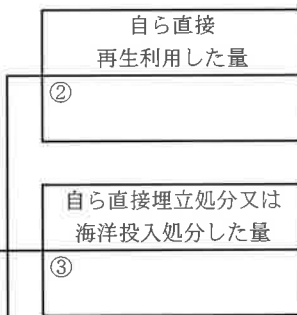 自ら直接
再生利用した量
②
自ら直接埋立処分又は
海洋投入処分した量
③